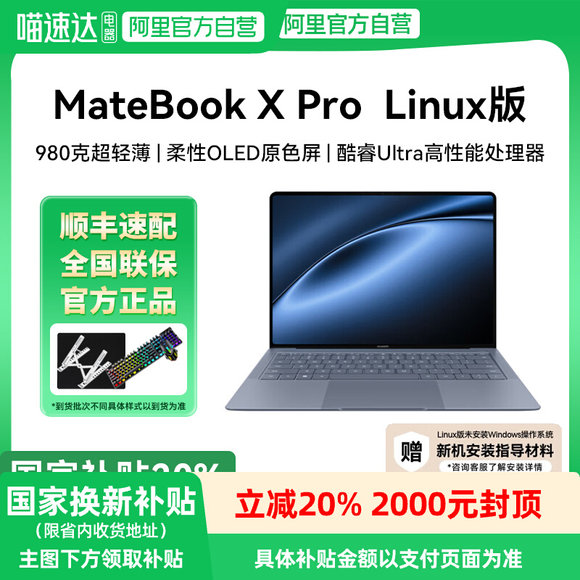 喵速达电器 阿里官方自营 阿里官方自营
MateBook X Pro Linux版
980克超轻薄 | 柔性OLED原色屏 | 酷睿Ultra高性能处理器
顺丰速配
全国联保
官方正品
*到货批次不同具体样式以到货为准
Linux版未安装Windows操作系统
赠 新机安装指导材料
*咨询客服了解安装详情
国家补贴20%
国家换新补贴
(限省内收货地址)
主图下方领取补贴
立减20% 2000元封顶
具体补贴金额以支付页面为准